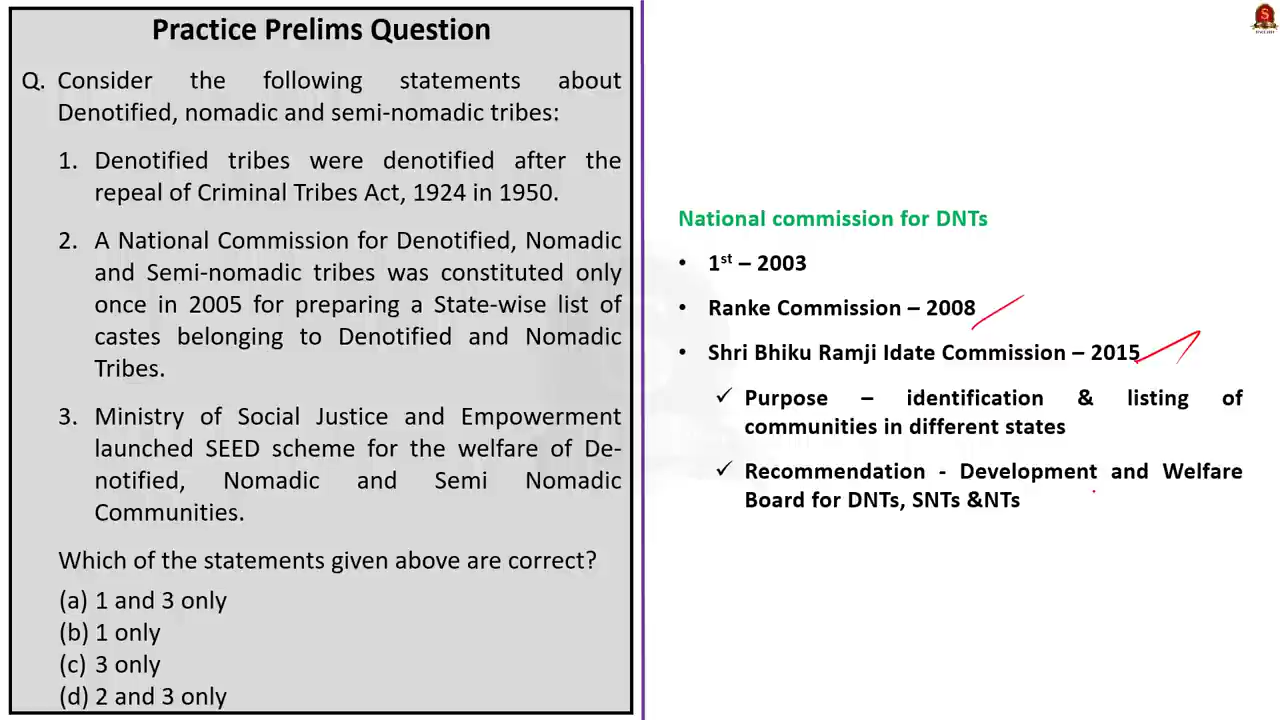 Practice Prelims Question
Q. Consider the following statements about
Denotified, nomadic and semi-nomadic tribes:
1. Denotified tribes were denotified after the
repeal of Criminal Tribes Act, 1924 in 1950.
2. A National Commission for Denotified, Nomadic
and Semi-nomadic tribes was constituted only
once in 2005 for preparing a State-wise list of
castes belonging to Denotified and Nomadic
Tribes.
3. Ministry of Social Justice and Empowerment
launched SEED scheme for the welfare of De-
notified, Nomadic and Semi Nomadic
Communities.
Which of the statements given above are correct?
(a) 1 and 3 only
(b) 1 only
(c) 3 only
(d) 2 and 3 only
National commission for DNTs
• 1st – 2003
• Ranke Commission – 2008
• Shri Bhiku Ramji Idate Commission – 2015
✓ Purpose – identification & listing of
communities in different states
✓ Recommendation - Development and Welfare
Board for DNTs, SNTs &NTs